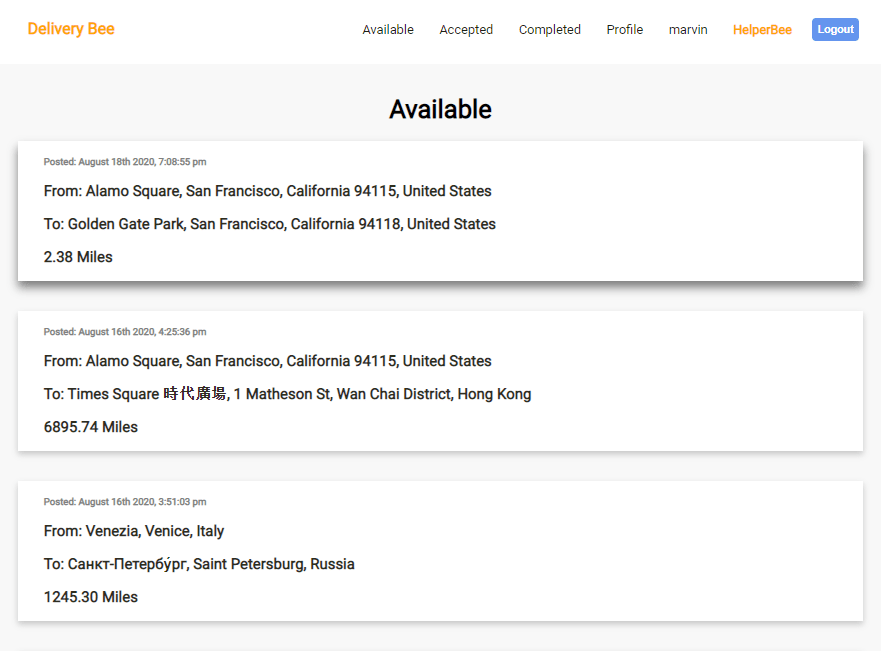 Delivery Bee
Available Accepted Completed Profile marvin HelperBee Logout
Available
Posted: August 18th 2020, 7:08:55 pm
From: Alamo Square, San Francisco, California 94115, United States
To: Golden Gate Park, San Francisco, California 94118, United States
2.38 Miles
Posted: August 16th 2020, 4:25:36 pm
From: Alamo Square, San Francisco, California 94115, United States
To: Times Square 時代廣場, 1 Matheson St, Wan Chai District, Hong Kong
6895.74 Miles
Posted: August 16th 2020, 3:51:03 pm
From: Venezia, Venice, Italy
To: Санкт-Петербу́рг, Saint Petersburg, Russia
1245.30 Miles